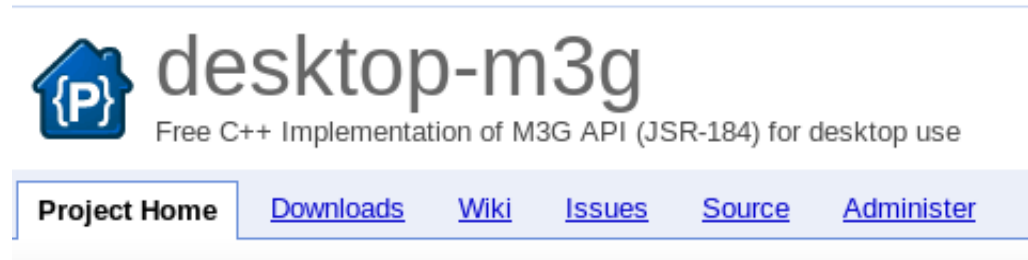 {P}
desktop-m3g
Free C++ Implementation of M3G API (JSR-184) for desktop use
Project Home Downloads Wiki Issues Source Administer